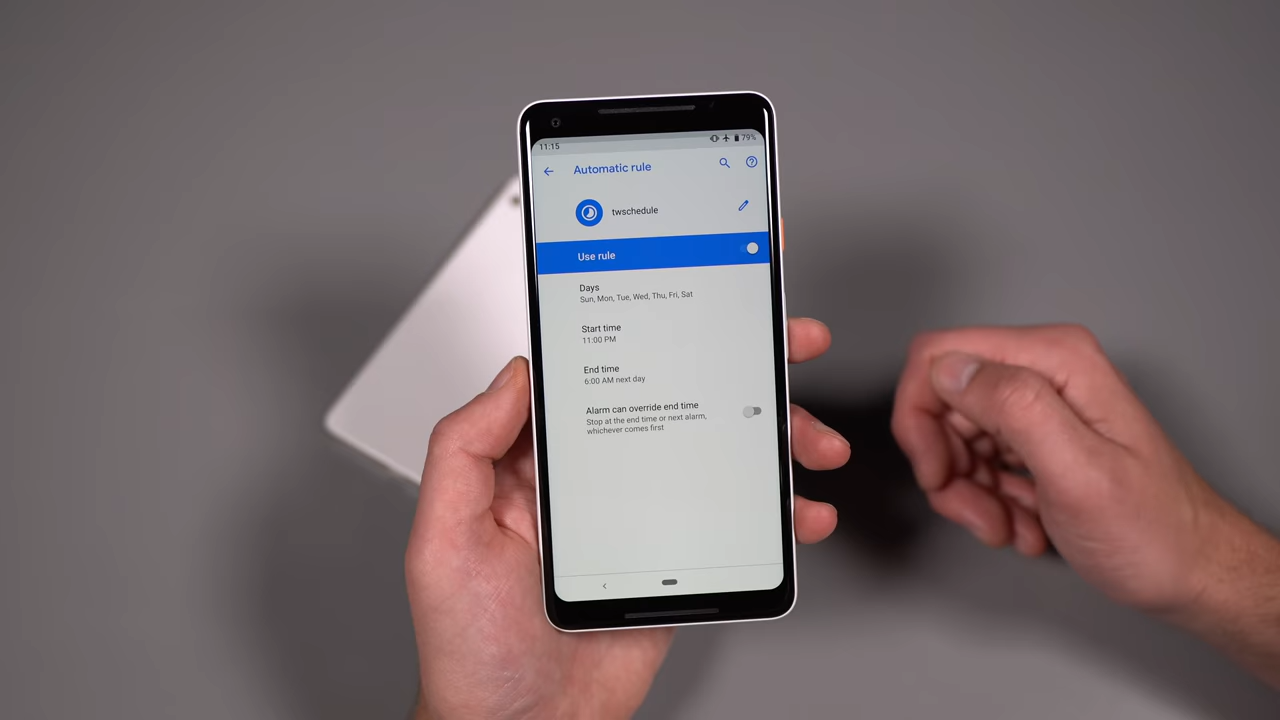 11:15 79%
Automatic rule
twschedule
Use rule
Days
Sun, Mon, Tue, Wed, Thu, Fri, Sat
Start time
11:00 PM
End time
6:00 AM next day
Alarm can override end time
Stop at the end time or next alarm,
whichever comes first